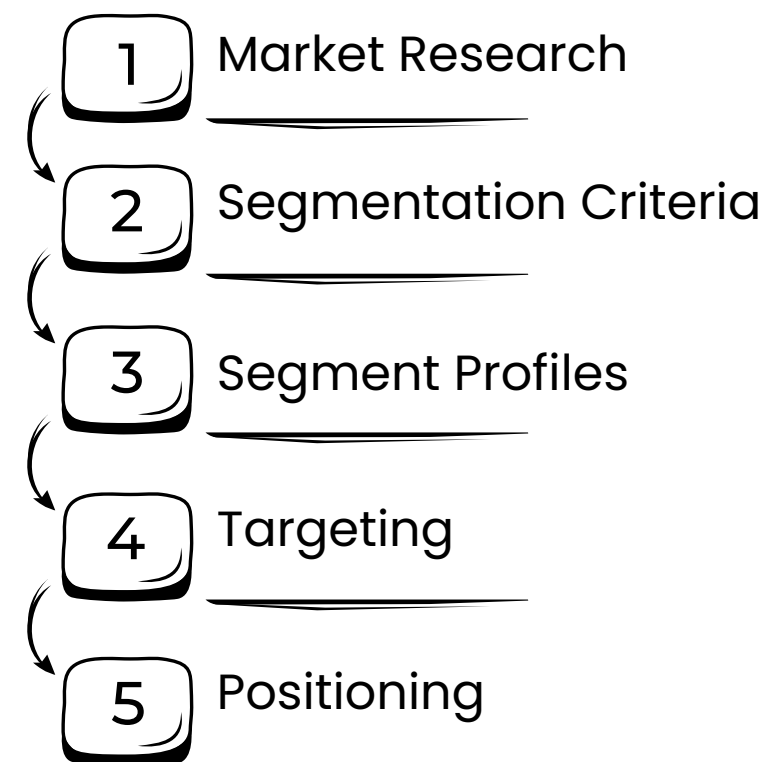 1 Market Research
2 Segmentation Criteria
3 Segment Profiles
4 Targeting
5 Positioning